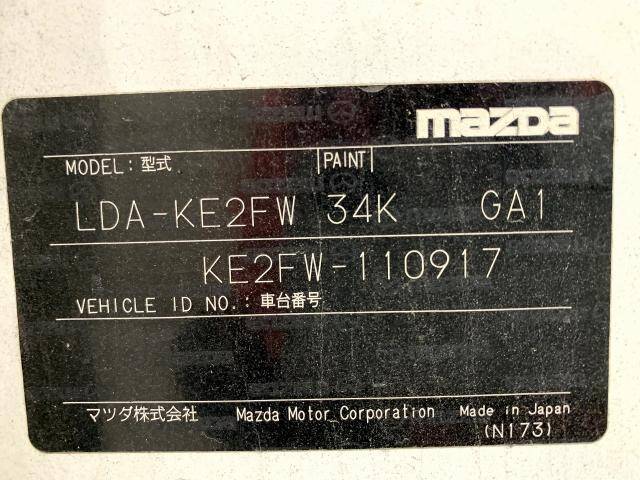 mazda
MODEL: 型式 PAINT
LDA-KE2FW 34K GA1
KE2FW-110917
VEHICLE ID NO.: 車台番号
マツダ株式会社 Mazda Motor Corporation Made in Japan
(N173)